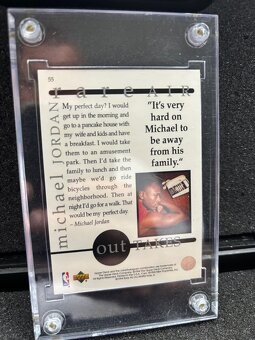 55
rare AIR
michael JORDAN
My perfect day? I would
get up in the morning and
go to a pancake house with
my wife and kids and have
a breakfast. I would take
them to an amusement
park. Then I'd take the
family to lunch and then
maybe we'd go ride
bicycles through the
neighborhood. Then at
night I'd go for a walk. That
would be my perfect day.
- Michael Jordan
"It's very
hard on
Michael to
be away
from his
family."
out TAKES
NBA
UPPER DECK